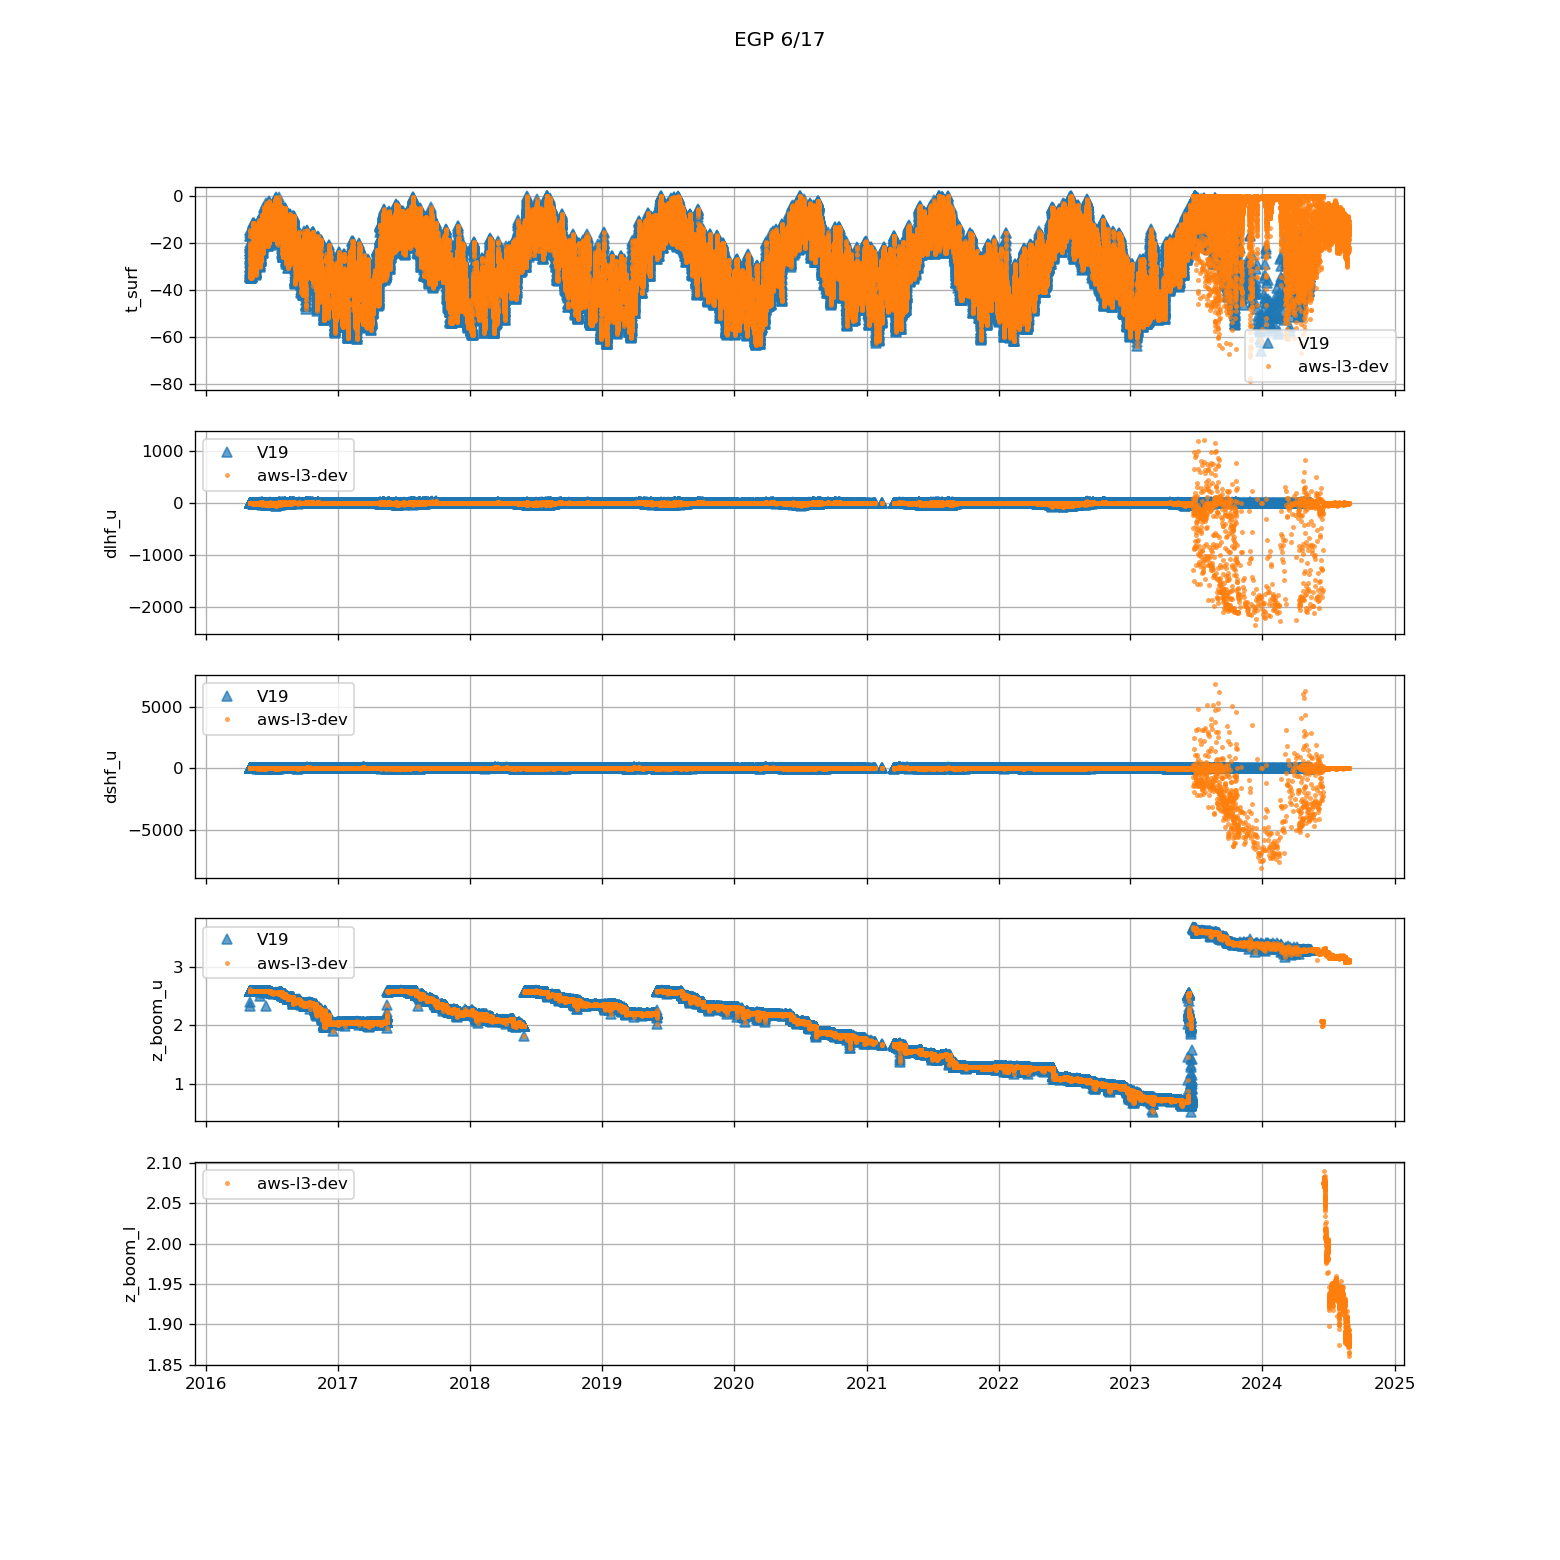 EGP 6/17
t_surf
0
−20
−40
−60
−80
V19
aws-l3-dev
dlhf_u
1000
0
−1000
−2000
V19
aws-l3-dev
dshf_u
5000
0
−5000
V19
aws-l3-dev
z_boom_u
3
2
1
V19
aws-l3-dev
z_boom_l
2.10
2.05
2.00
1.95
1.90
1.85
aws-l3-dev
2016 2017 2018 2019 2020 2021 2022 2023 2024 2025